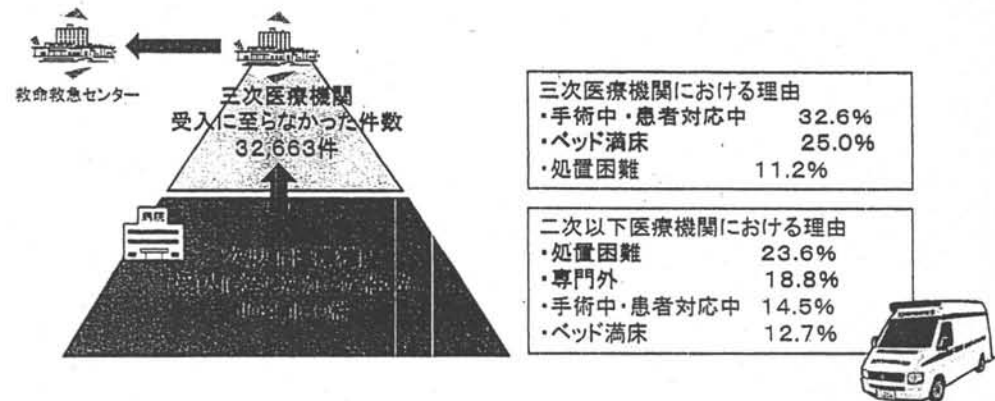 救命救急センター
三次医療機関
受入に至らなかった件数
32,663件
病院
三次医療機関における理由
・手術中・患者対応中 32.6%
・ベッド満床 25.0%
・処置困難 11.2%
二次以下医療機関における理由
・処置困難 23.6%
・専門外 18.8%
・手術中・患者対応中 14.5%
・ベッド満床 12.7%